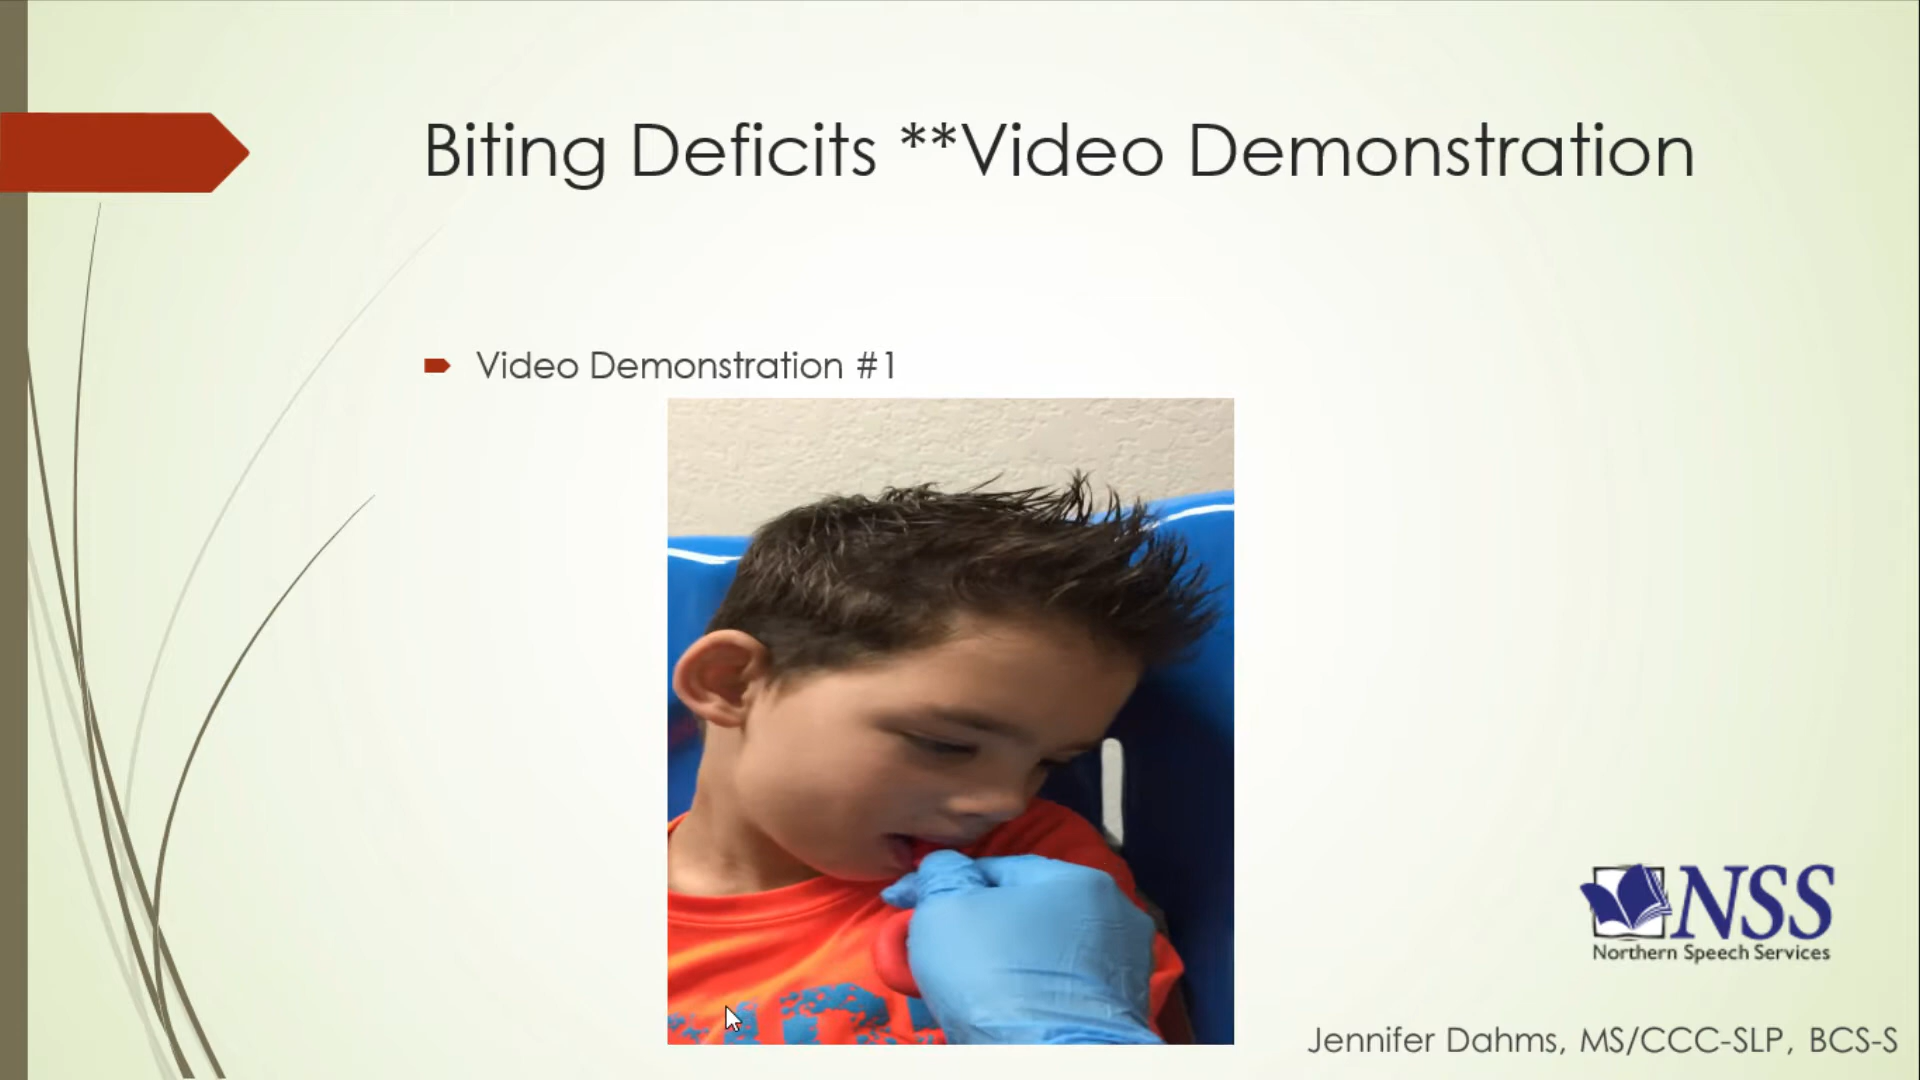 Biting Deficits **Video Demonstration
Video Demonstration #1
NSS
Northern Speech Services
Jennifer Dahms, MS/CCC-SLP, BCS-S